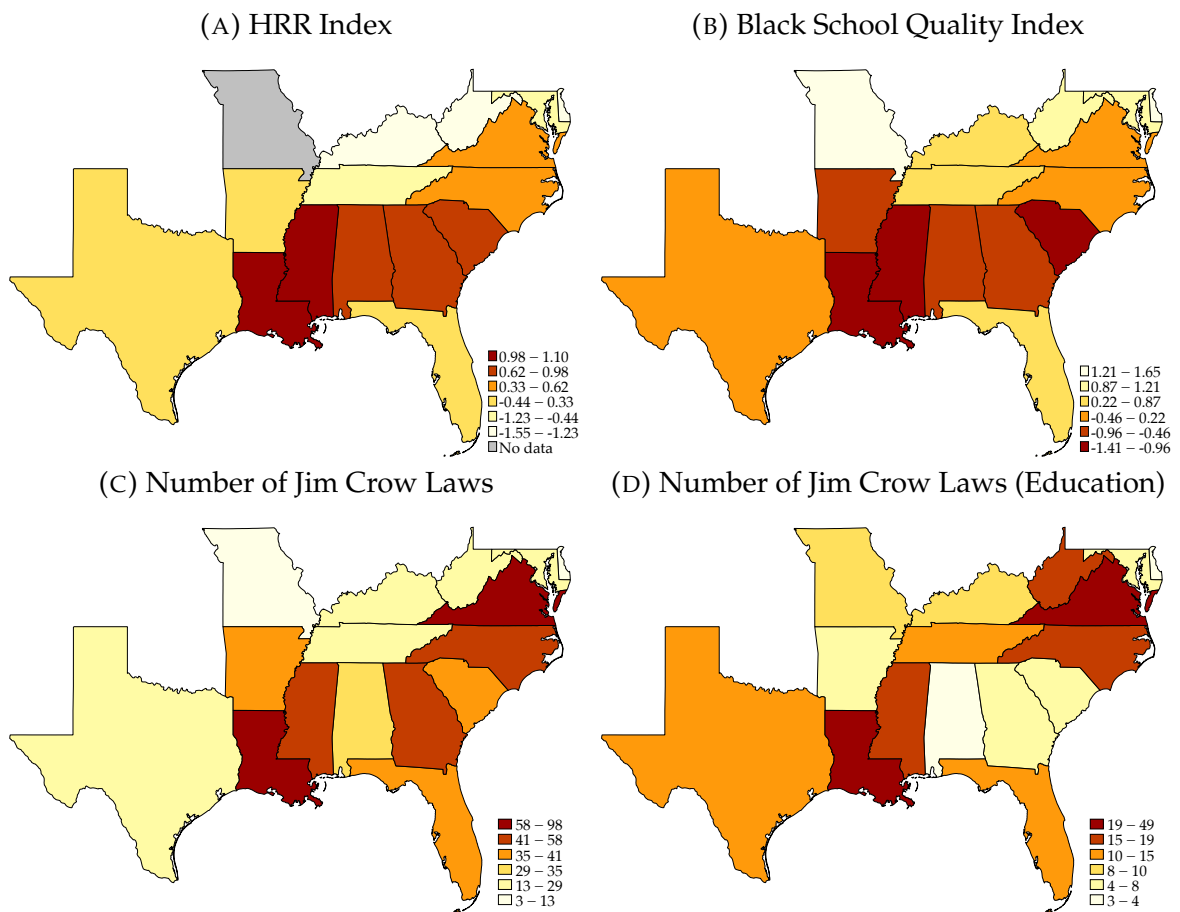 (A) HRR Index
(B) Black School Quality Index
0.98 – 1.10
0.62 – 0.98
0.33 – 0.62
-0.44 – 0.33
-1.23 – -0.44
-1.55 – -1.23
No data
1.21 – 1.65
0.87 – 1.21
0.22 – 0.87
-0.46 – 0.22
-0.96 – -0.46
-1.41 – -0.96
(C) Number of Jim Crow Laws
(D) Number of Jim Crow Laws (Education)
58 – 98
41 – 58
35 – 41
29 – 35
13 – 29
3 – 13
19 – 49
15 – 19
10 – 15
8 – 10
4 – 8
3 – 4